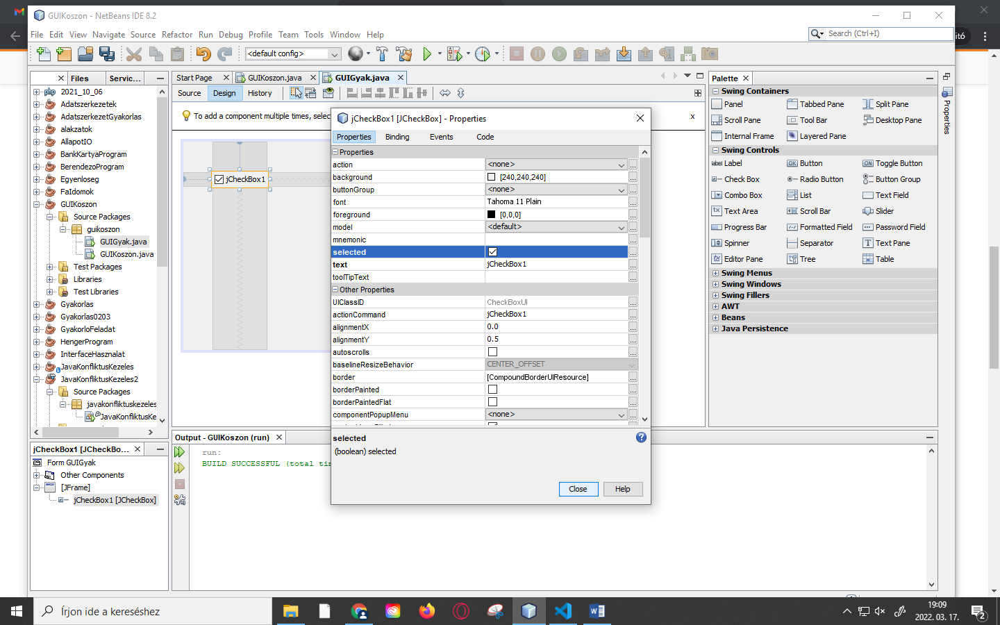 GUIKoszon - NetBeans IDE 8.2
File Edit View Navigate Source Refactor Run Debug Profile Team Tools Window Help
Search (Ctrl+I)
<default config>
Files
Servic...
2021_10_06
Adatszerkezetek
AdatszerkezetGyakorlas
alakzatok
AllapotIO
BankKartyaProgram
BerendezoProgram
Egyenloseg
FaIdomok
GUIKoszon
Source Packages
guikoszon
GUIGyak.java
GUIKoszon.java
Test Packages
Libraries
Test Libraries
Gyakorlas
Gyakorlas0203
GyakorloFeladat
HengerProgram
InterfaceHasznalat
JavaKonfliktusKezeles
JavaKonfliktusKezeles2
Source Packages
javakonfliktuskezeles
JavaKonfliktusKe
jCheckBox1 [JCheckBo...
Form GUIGyak
Other Components
[JFrame]
jCheckBox1 [JCheckBox]
Start Page
GUIKoszon.java
GUIGyak.java
Source Design History
To add a component multiple times, selec
x
jCheckBox1
jCheckBox1 [JCheckBox] - Properties
Properties Binding Events Code
Properties
action <none>
background [240,240,240]
buttonGroup <none>
font Tahoma 11 Plain
foreground [0,0,0]
model <default>
mnemonic
selected
text jCheckBox1
toolTipText
Other Properties
UIClassID CheckBoxUI
actionCommand jCheckBox1
alignmentX 0.0
alignmentY 0.5
autoscrolls
baselineResizeBehavior CENTER_OFFSET
border [CompoundBorderUIResource]
borderPainted
borderPaintedFlat
componentPopupMenu <none>
selected
(boolean) selected
Close Help
Output - GUIKoszon (run)
run:
BUILD SUCCESSFUL (total tim
Palette
Swing Containers
Panel Tabbed Pane Split Pane
Scroll Pane Tool Bar Desktop Pane
Internal Frame Layered Pane
Swing Controls
Label Button Toggle Button
Check Box Radio Button Button Group
Combo Box List Text Field
Text Area Scroll Bar Slider
Progress Bar Formatted Field Password Field
Spinner Separator Text Pane
Editor Pane Tree Table
Swing Menus
Swing Windows
Swing Fillers
AWT
Beans
Java Persistence
Properties
Írjon ide a kereséshez
19:09
2022. 03. 17.
2